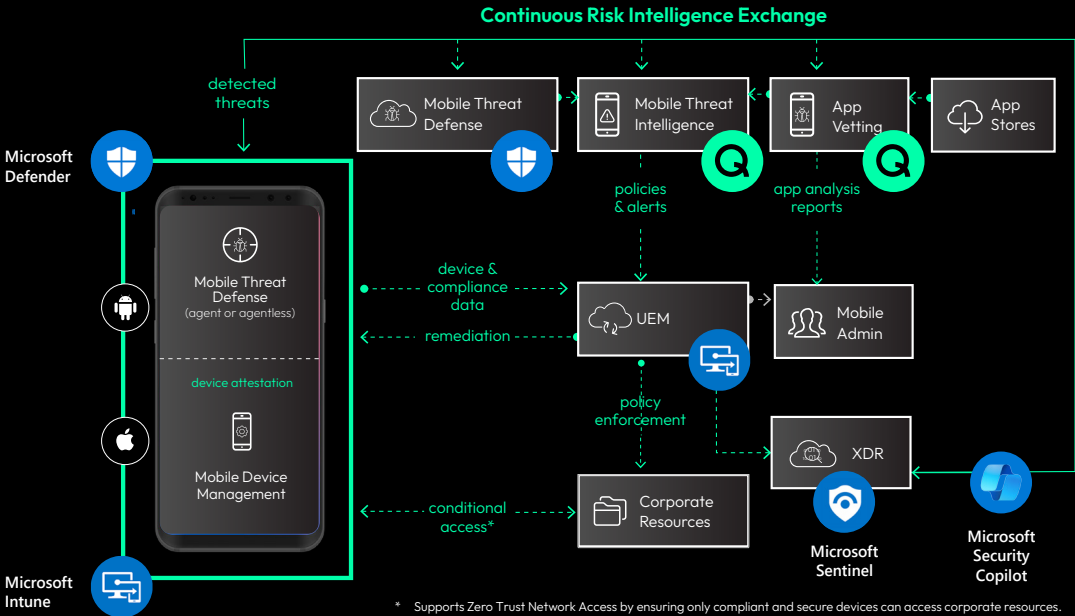 Continuous Risk Intelligence Exchange
detected
threats
Mobile Threat
Defense
Mobile Threat
Intelligence
App
Vetting
App
Stores
Microsoft
Defender
policies
& alerts
app analysis
reports
Mobile Threat
Defense
(agent or agentless)
device &
compliance
data
UEM
Mobile
Admin
remediation
device attestation
policy
enforcement
XDR
Mobile Device
Management
conditional
access*
Corporate
Resources
Microsoft
Sentinel
Microsoft
Security
Copilot
Microsoft
Intune
* Supports Zero Trust Network Access by ensuring only compliant and secure devices can access corporate resources.